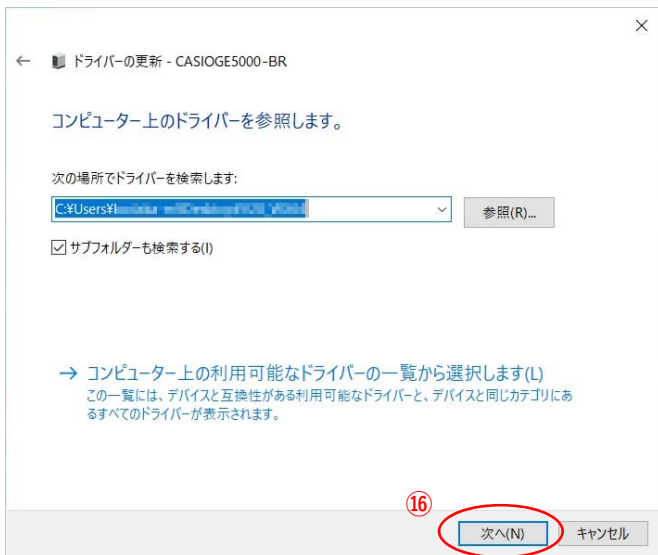 ← ドライバーの更新 - CASIOGE5000-BR
コンピューター上のドライバーを参照します。
次の場所でドライバーを検索します:
C:¥Users¥
参照(R)...
サブフォルダーも検索する(I)
→ コンピューター上の利用可能なドライバーの一覧から選択します(L)
この一覧には、デバイスと互換性がある利用可能なドライバーと、デバイスと同じカテゴリにあ
るすべてのドライバーが表示されます。
⑯
次へ(N)
キャンセル